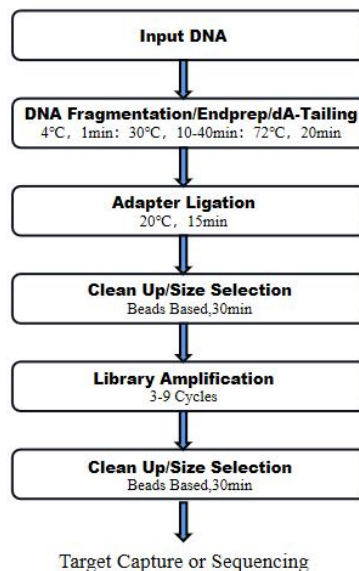 Input DNA
DNA Fragmentation/Endprep/dA-Tailing
4℃, 1min: 30℃, 10-40min: 72℃, 20min
Adapter Ligation
20℃, 15min
Clean Up/Size Selection
Beads Based,30min
Library Amplification
3-9 Cycles
Clean Up/Size Selection
Beads Based,30min
Target Capture or Sequencing